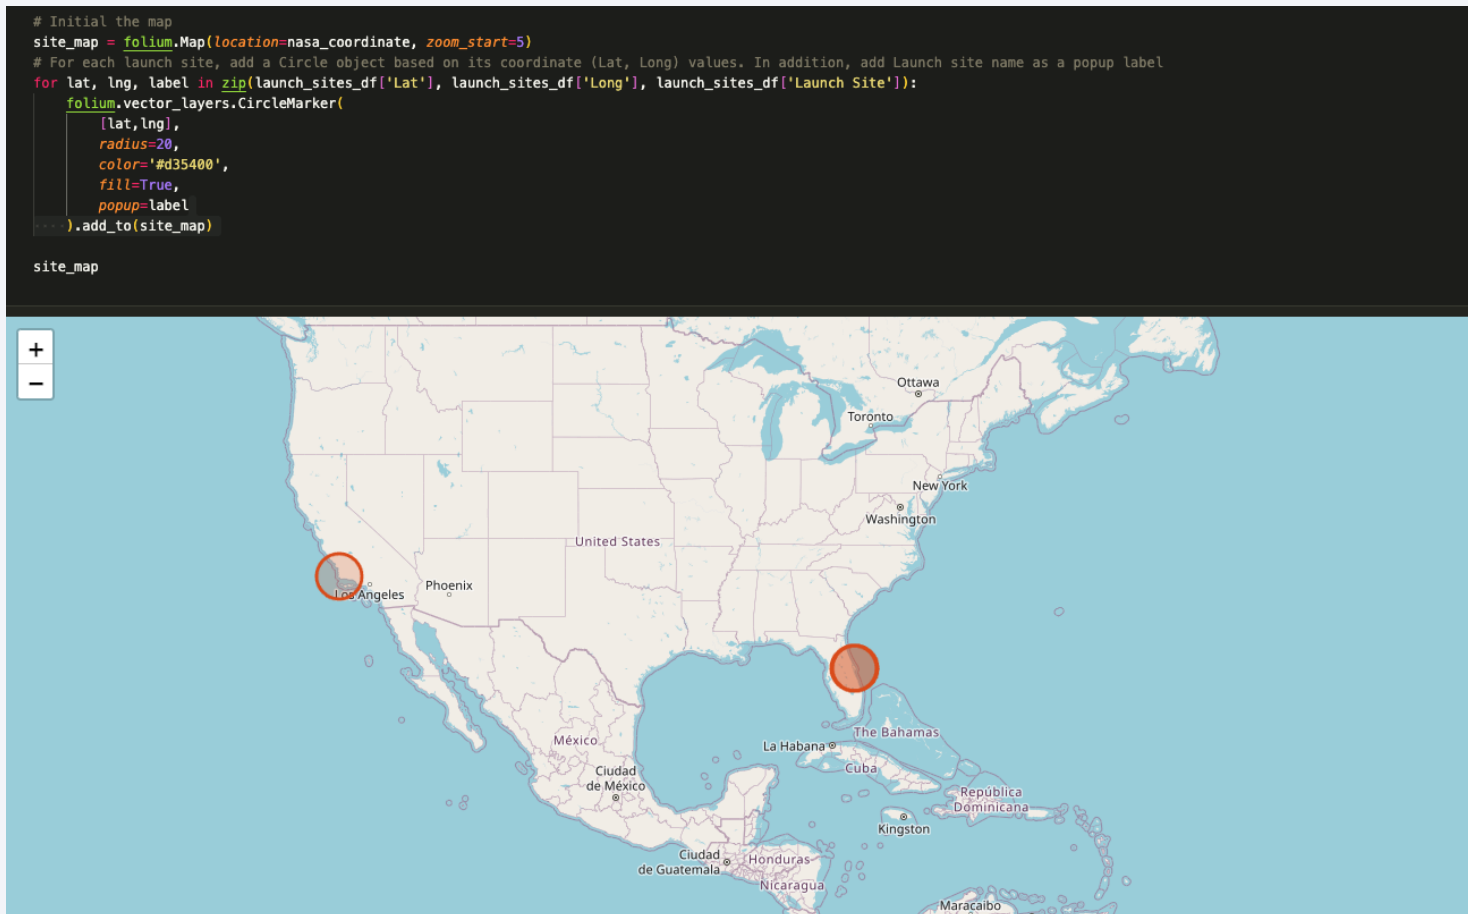 # Initial the map
site_map = folium.Map(location=nasa_coordinate, zoom_start=5)
# For each launch site, add a Circle object based on its coordinate (Lat, Long) values. In addition, add Launch site name as a popup label
for lat, lng, label in zip(launch_sites_df['Lat'], launch_sites_df['Long'], launch_sites_df['Launch Site']):
    folium.vector_layers.CircleMarker(
        [lat,lng],
        radius=20,
        color='#d35400',
        fill=True,
        popup=label
    ).add_to(site_map)
site_map
+
−
Ottawa
Toronto
New York
Washington
United States
Phoenix
Los Angeles
The Bahamas
La Habana
México
Cuba
Ciudad
de México
República
Dominicana
Kingston
Ciudad
de Guatemala
Honduras
Nicaragua
Maracaibo